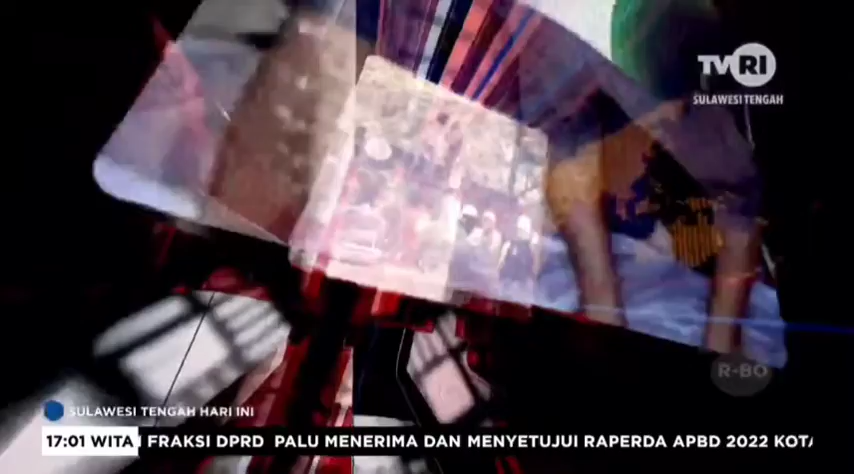 TVRI
SULAWESI TENGAH
R-BO
SULAWESI TENGAH HARI INI
17:01 WITA
FRAKSI DPRD PALU MENERIMA DAN MENYETUJUI RAPERDA APBD 2022